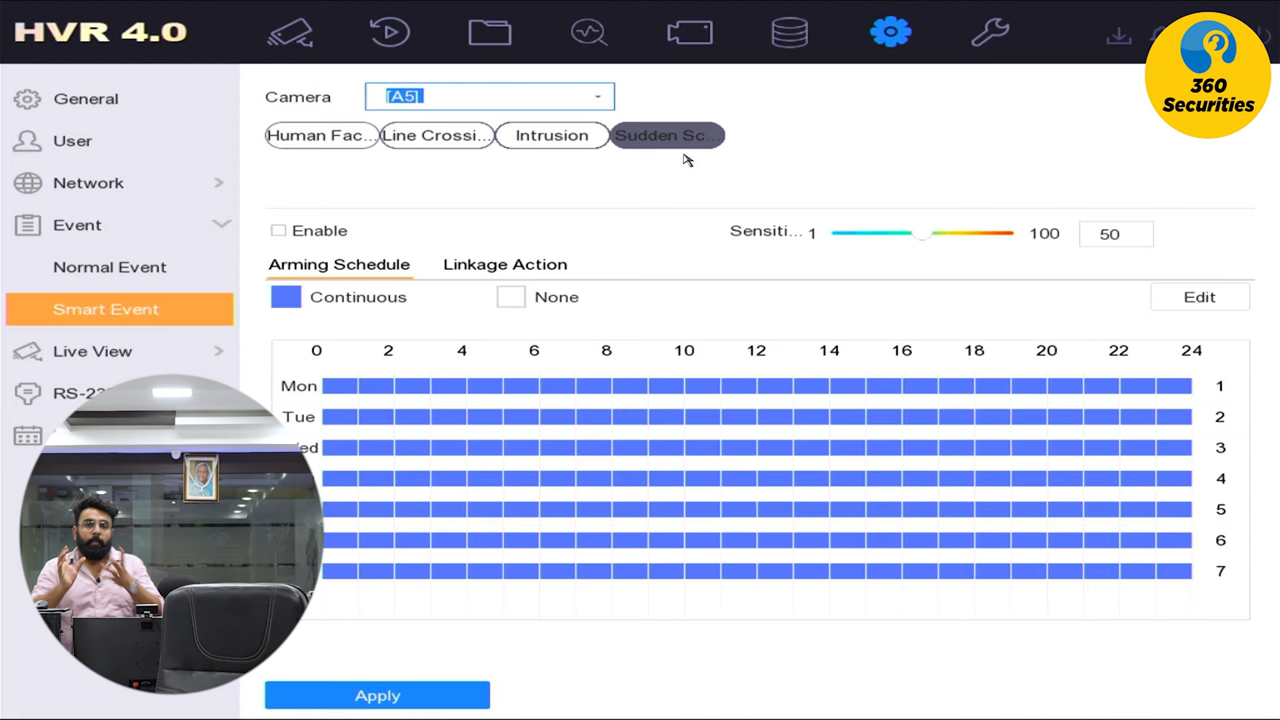 HVR 4.0
360
Securities
General
User
Network
Event
Normal Event
Smart Event
Live View
RS-23
Camera [A5]
Human Fac... Line Crossi... Intrusion Sudden Sc...
Enable Sensiti... 1 100 50
Arming Schedule Linkage Action
Continuous None Edit
0 2 4 6 8 10 12 14 16 18 20 22 24
Mon 1
Tue 2
ed 3
4
5
6
7
Apply